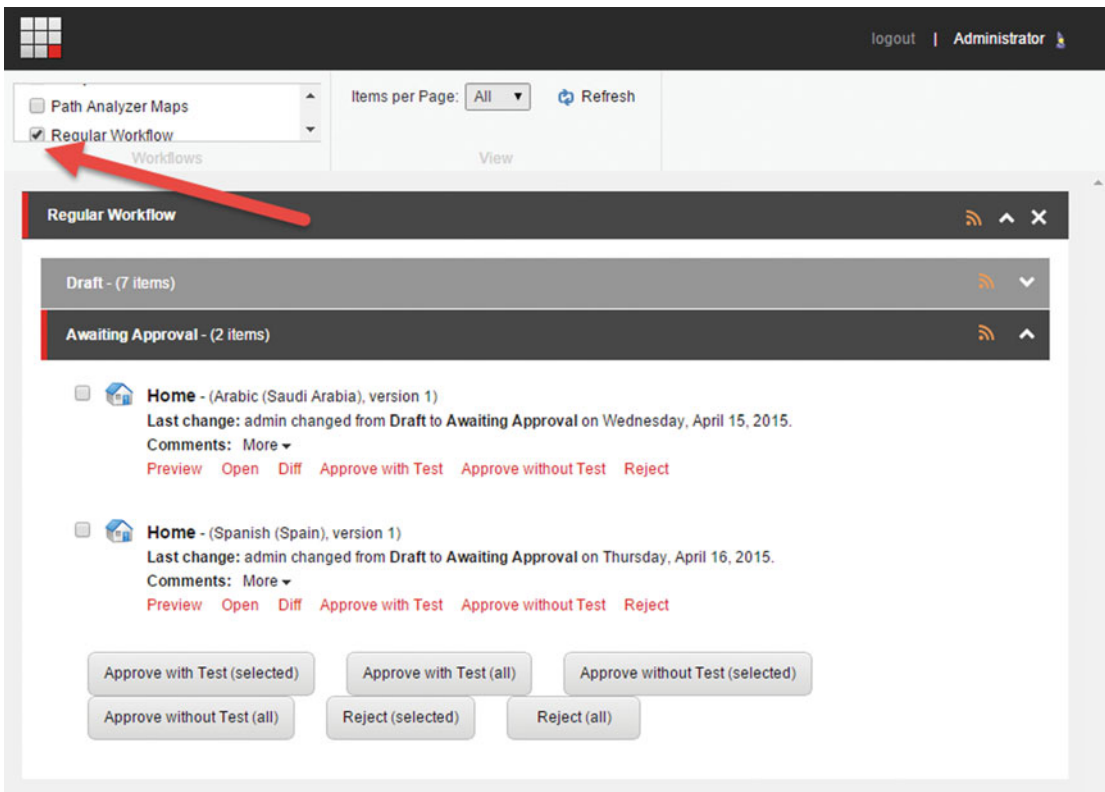 logout | Administrator
Path Analyzer Maps
Regular Workflow
Workflows
Items per Page: All Refresh
View
Regular Workflow
Draft - (7 items)
Awaiting Approval - (2 items)
Home - (Arabic (Saudi Arabia), version 1)
Last change: admin changed from Draft to Awaiting Approval on Wednesday, April 15, 2015.
Comments: More
Preview Open Diff Approve with Test Approve without Test Reject
Home - (Spanish (Spain), version 1)
Last change: admin changed from Draft to Awaiting Approval on Thursday, April 16, 2015.
Comments: More
Preview Open Diff Approve with Test Approve without Test Reject
Approve with Test (selected) Approve with Test (all) Approve without Test (selected)
Approve without Test (all) Reject (selected) Reject (all)